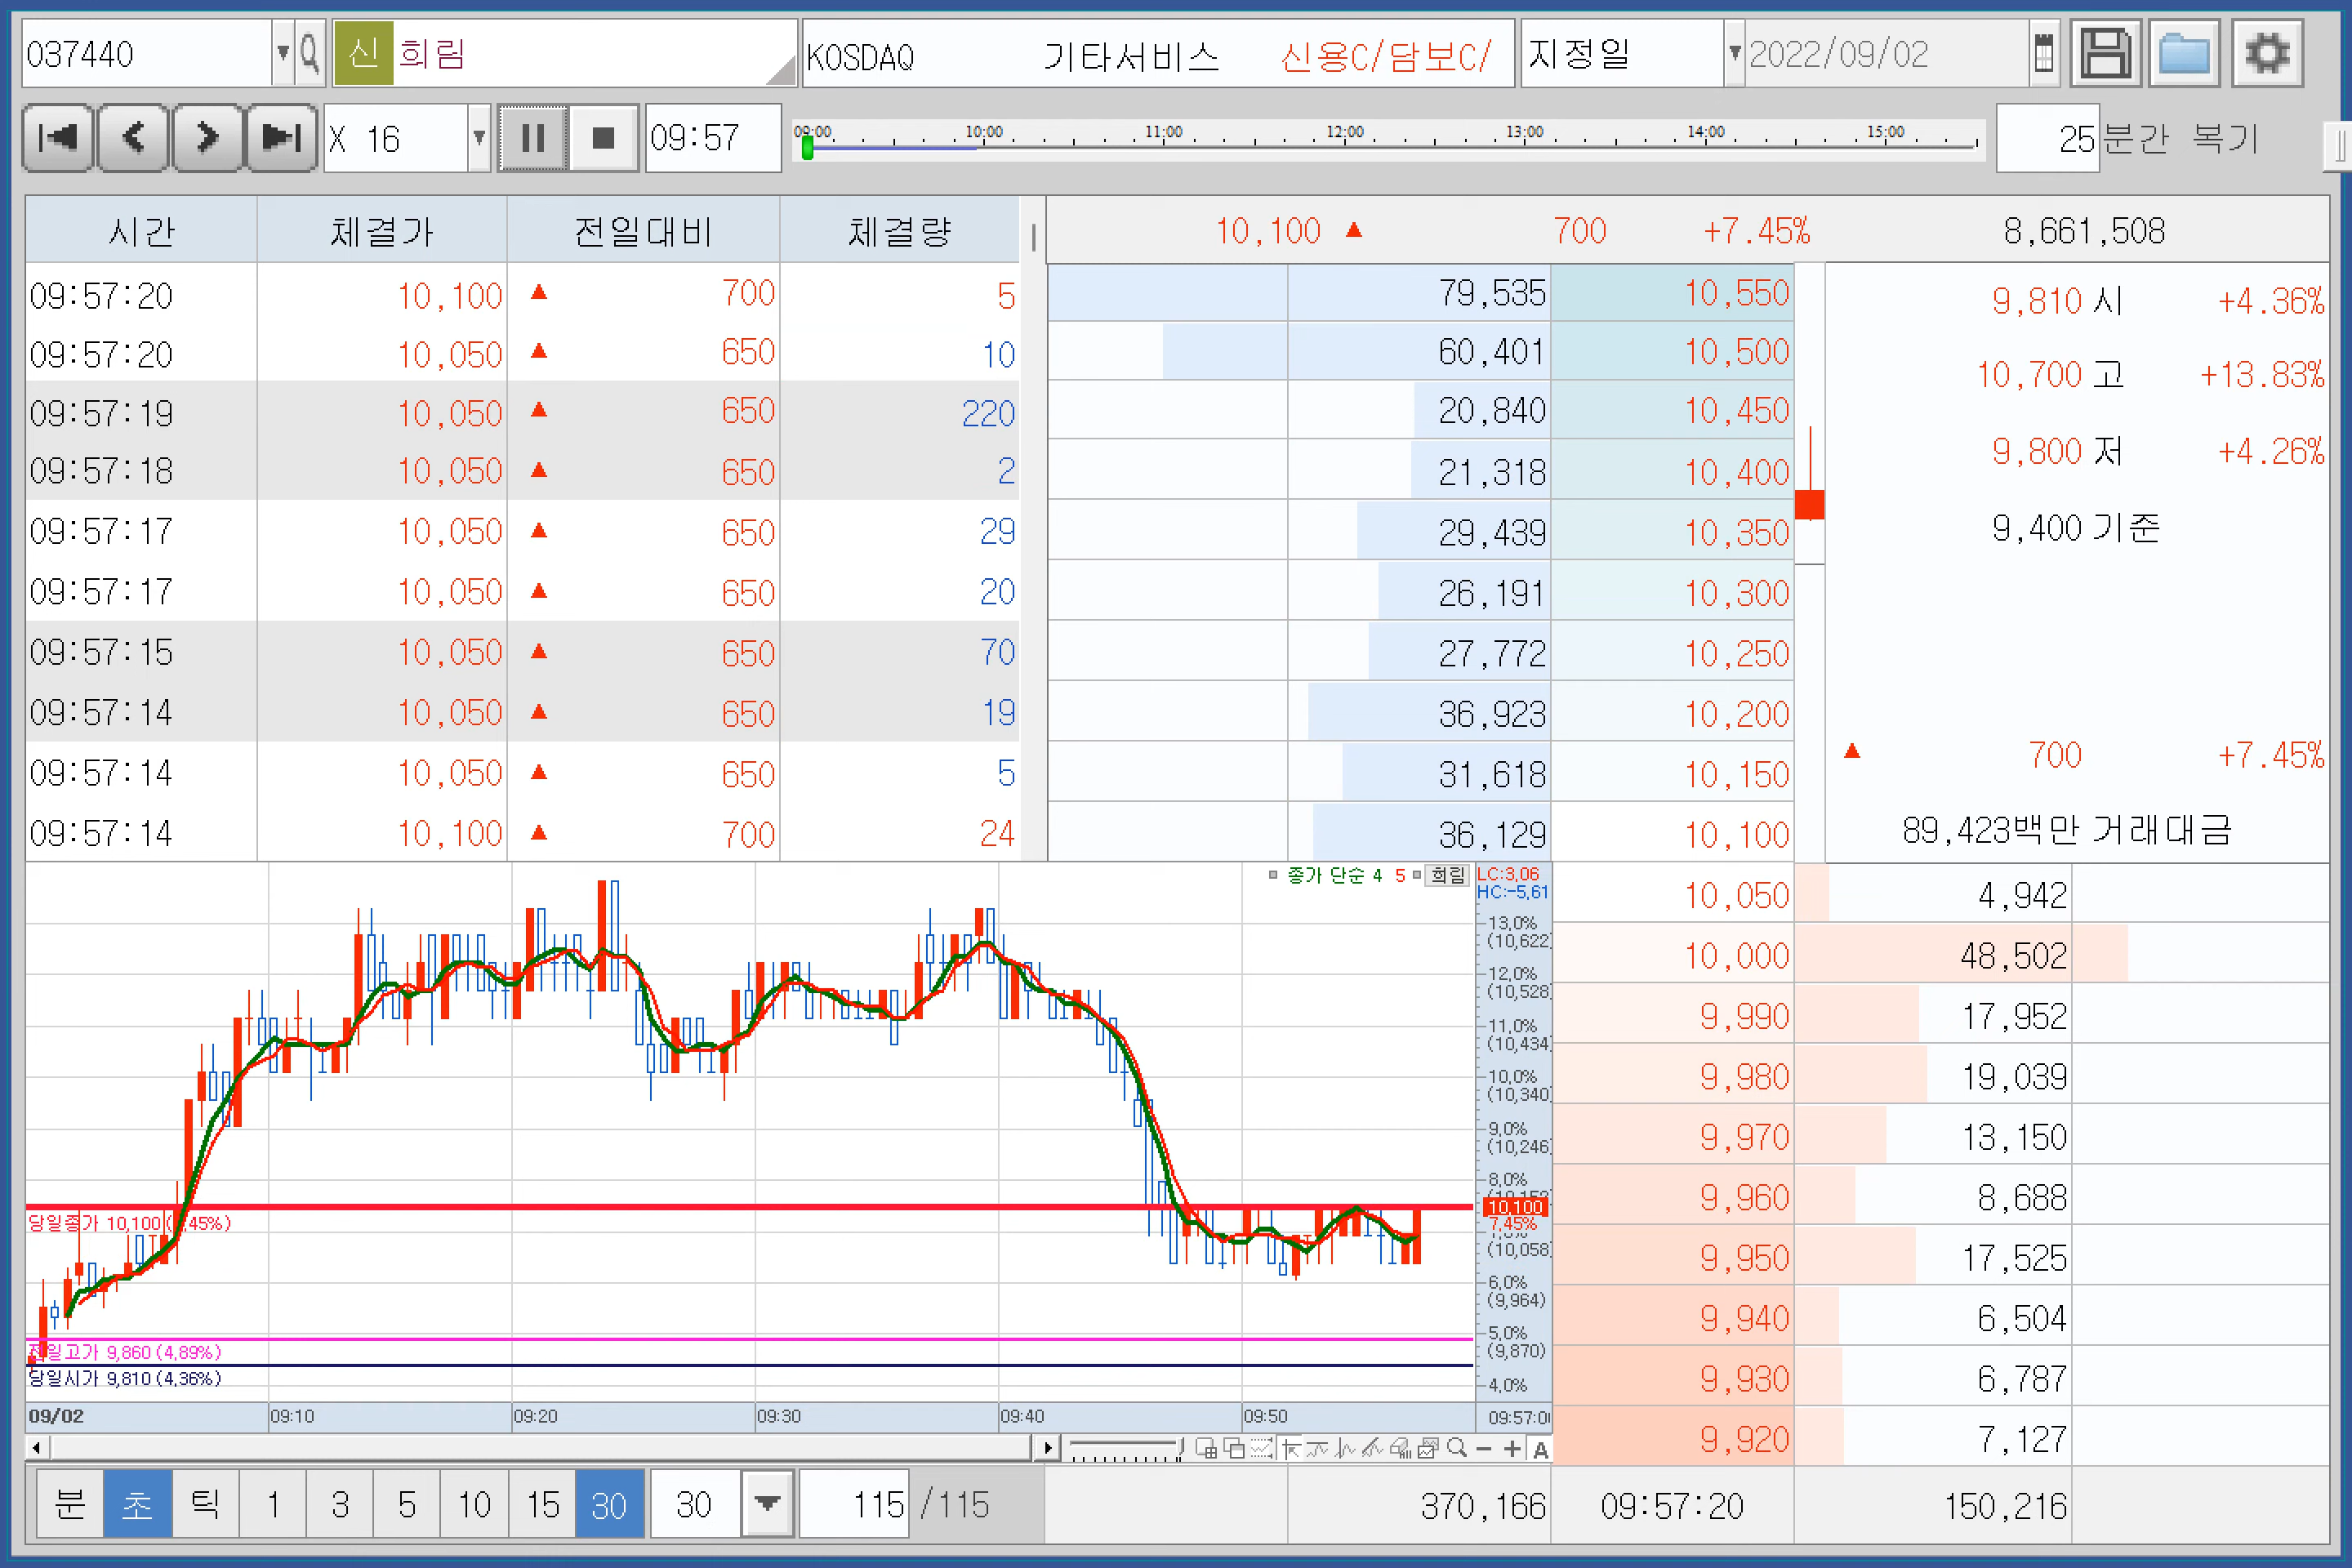 037440 신 희림 KOSDAQ 기타서비스 신용C/담보C/ 지정일 2022/09/02
X 16 09:57 09:00 10:00 11:00 12:00 13:00 14:00 15:00 25 분간 복기
시간 체결가 전일대비 체결량
09:57:20 10,100 ▲ 700 5
09:57:20 10,050 ▲ 650 10
09:57:19 10,050 ▲ 650 220
09:57:18 10,050 ▲ 650 2
09:57:17 10,050 ▲ 650 29
09:57:17 10,050 ▲ 650 20
09:57:15 10,050 ▲ 650 70
09:57:14 10,050 ▲ 650 19
09:57:14 10,050 ▲ 650 5
09:57:14 10,100 ▲ 700 24
10,100 ▲ 700 +7.45% 8,661,508
79,535 10,550
60,401 10,500
20,840 10,450
21,318 10,400
29,439 10,350
26,191 10,300
27,772 10,250
36,923 10,200
31,618 10,150
36,129 10,100
9,810 시 +4.36%
10,700 고 +13.83%
9,800 저 +4.26%
9,400 기준
▲ 700 +7.45%
89,423백만 거래대금
10,050 4,942
10,000 48,502
9,990 17,952
9,980 19,039
9,970 13,150
9,960 8,688
9,950 17,525
9,940 6,504
9,930 6,787
9,920 7,127
종가 단순 4 5 희림
LC:3,06
HC:-5,61
13,0%
(10,622)
12,0%
(10,528)
11,0%
(10,434)
10,0%
(10,340)
9,0%
(10,246)
8,0%
10,100
7,45%
(10,058)
6,0%
(9,964)
5,0%
(9,870)
4,0%
당일종가 10,100
전일고가 9,860 (4,89%)
당일시가 9,810 (4,36%)
09/02 09:10 09:20 09:30 09:40 09:50 09:57:0
A
분 초 틱 1 3 5 10 15 30 30 115 /115
370,166 09:57:20 150,216